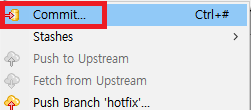 Commit... Ctrl+#
Stashes
Push to Upstream
Fetch from Upstream
Push Branch 'hotfix'...